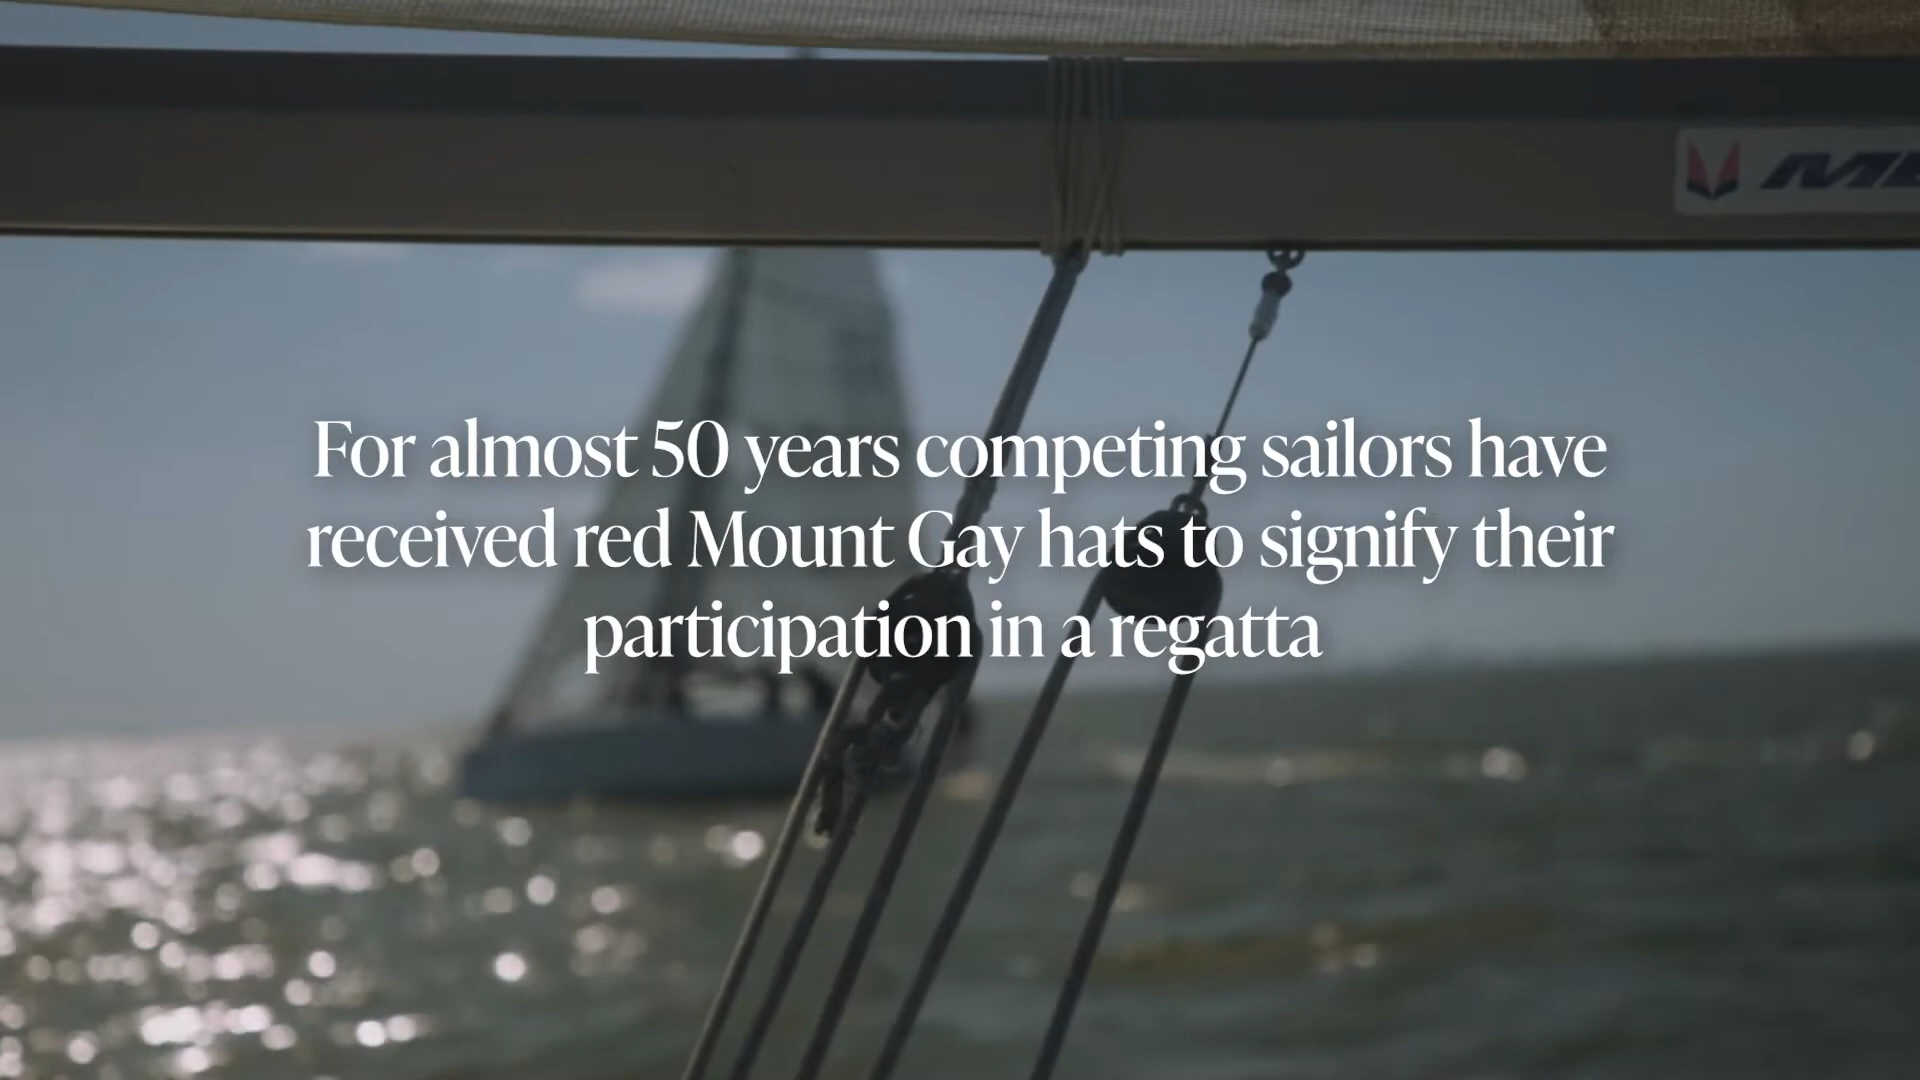 For almost 50 years competing sailors have
received red Mount Gay hats to signify their
participation in a regatta